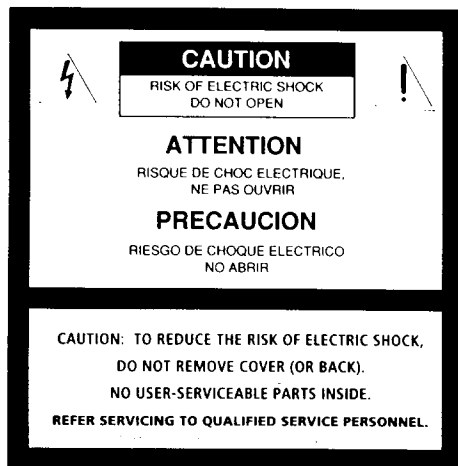 CAUTION
RISK OF ELECTRIC SHOCK
DO NOT OPEN
ATTENTION
RISQUE DE CHOC ELECTRIQUE,
NE PAS OUVRIR
PRECAUCION
RIESGO DE CHOQUE ELECTRICO
NO ABRIR
CAUTION: TO REDUCE THE RISK OF ELECTRIC SHOCK,
DO NOT REMOVE COVER (OR BACK).
NO USER-SERVICEABLE PARTS INSIDE.
REFER SERVICING TO QUALIFIED SERVICE PERSONNEL.